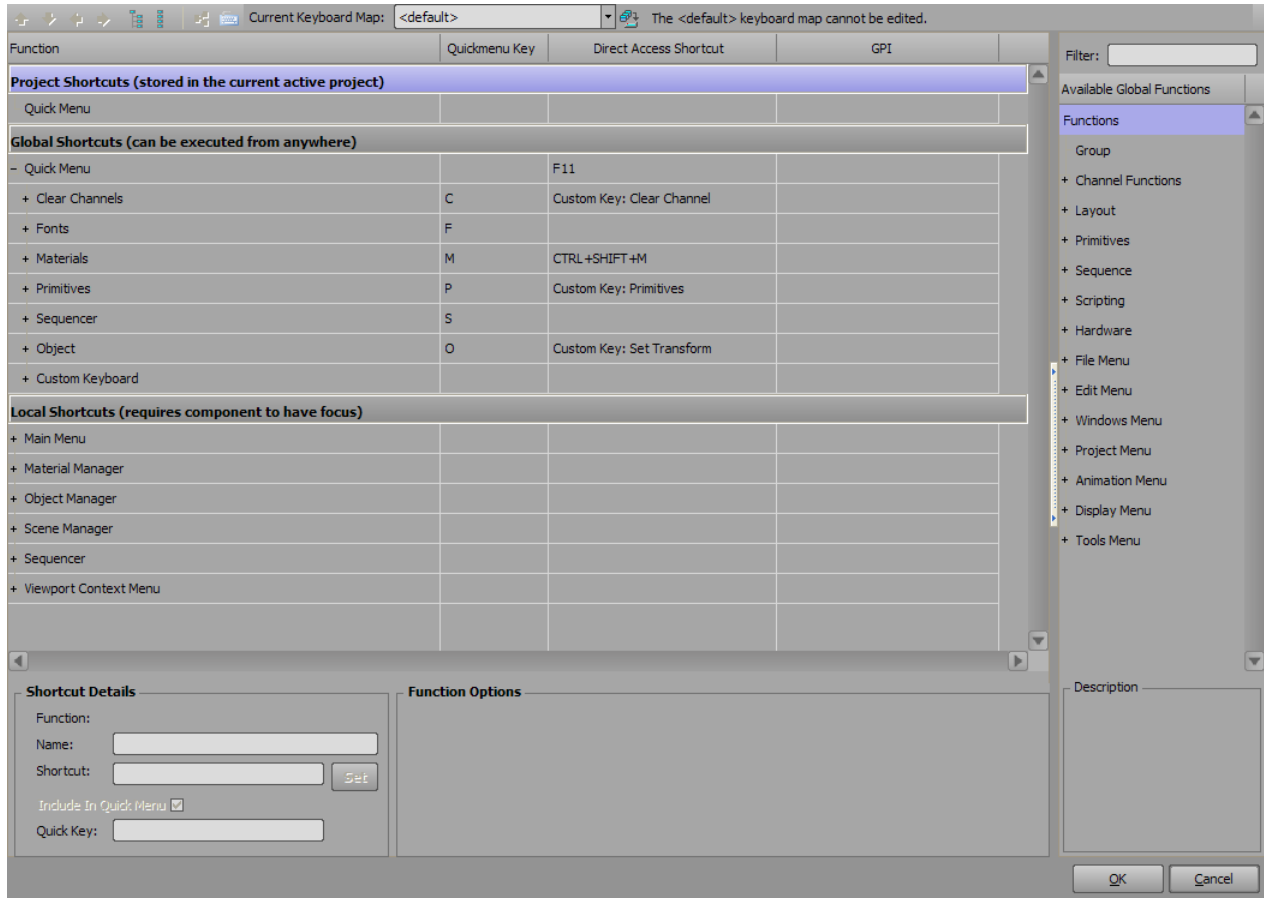 Current Keyboard Map: <default> The <default> keyboard map cannot be edited.
Function Quickmenu Key Direct Access Shortcut GPI
Project Shortcuts (stored in the current active project)
Quick Menu
Global Shortcuts (can be executed from anywhere)
- Quick Menu F11
+ Clear Channels C Custom Key: Clear Channel
+ Fonts F
+ Materials M CTRL+SHIFT+M
+ Primitives P Custom Key: Primitives
+ Sequencer S
+ Object O Custom Key: Set Transform
+ Custom Keyboard
Local Shortcuts (requires component to have focus)
+ Main Menu
+ Material Manager
+ Object Manager
+ Scene Manager
+ Sequencer
+ Viewport Context Menu
Shortcut Details
Function:
Name:
Shortcut: Set
Include In Quick Menu
Quick Key:
Function Options
Filter:
Available Global Functions
Functions
Group
+ Channel Functions
+ Layout
+ Primitives
+ Sequence
+ Scripting
+ Hardware
+ File Menu
+ Edit Menu
+ Windows Menu
+ Project Menu
+ Animation Menu
+ Display Menu
+ Tools Menu
Description
OK Cancel